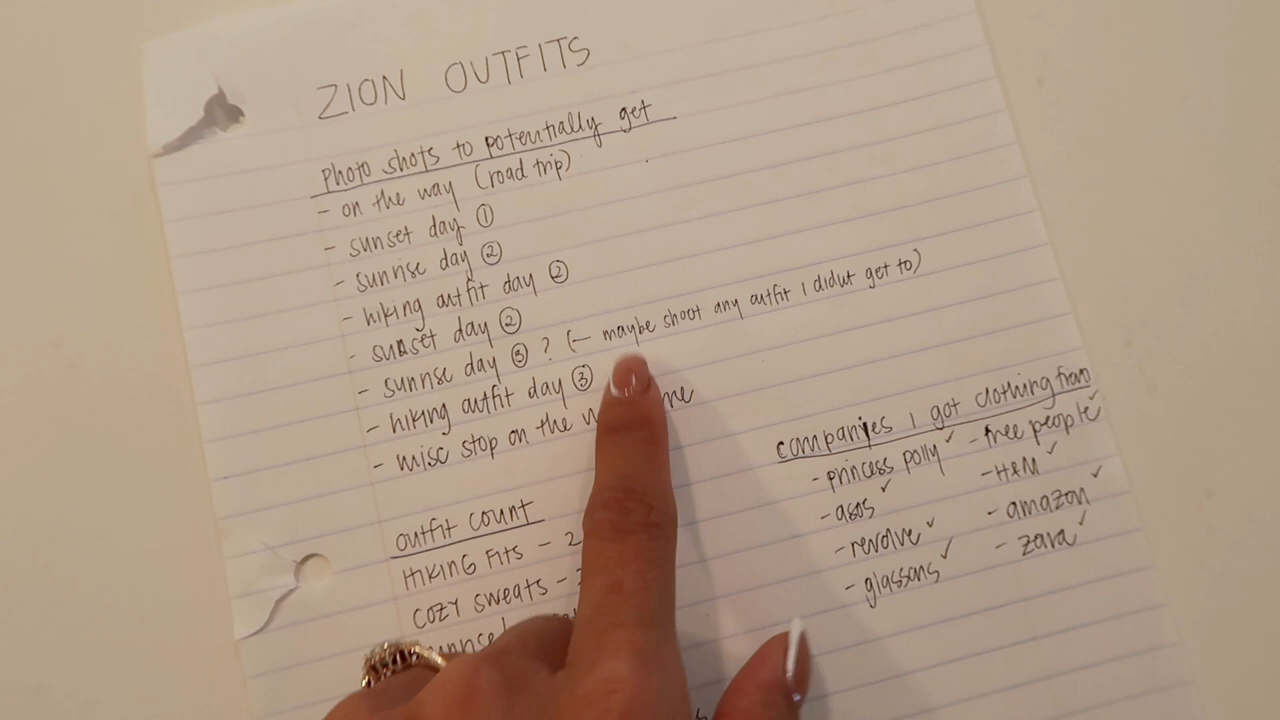 ZION OUTFITS
photo shots to potentially get
- on the way (road trip)
- sunset day ①
- sunrise day ②
- hiking outfit day ②
- sunset day ②
- sunrise day ③ ? (← maybe shoot any outfit I didnt get to)
- hiking outfit day ③
- misc stop on the
outfit count
HIKING FITS - 2
COZY SWEATS -
companies I got clothing from
- princess polly ✓
- asos ✓
- revolve ✓
- glassons ✓
- free people ✓
- H&M ✓
- amazon ✓
- zara ✓